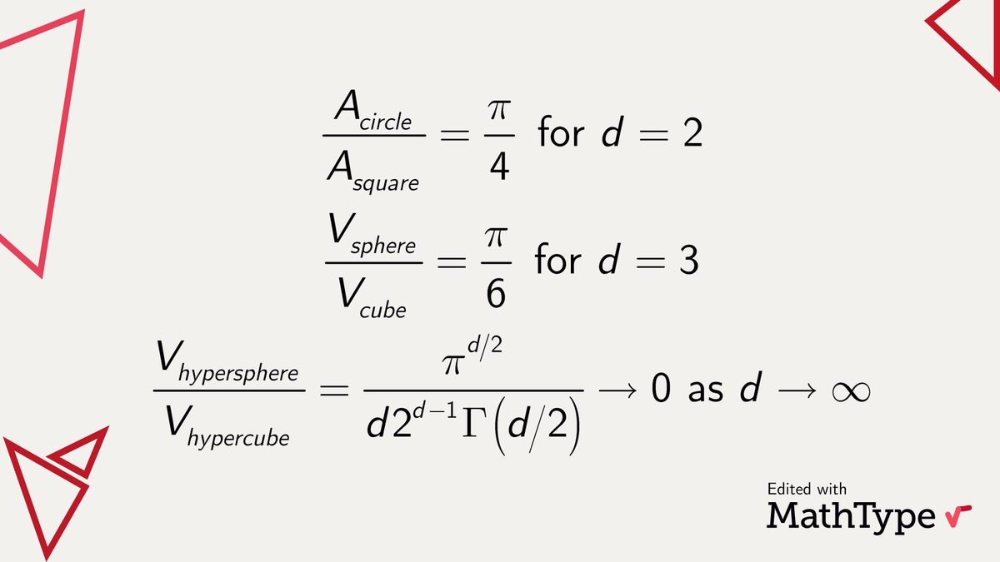 A_circle / A_square = π / 4 for d = 2
V_sphere / V_cube = π / 6 for d = 3
V_hypersphere / V_hypercube = π^{d/2} / d2^{d−1}Γ(d/2) → 0 as d → ∞
Edited with
MathType